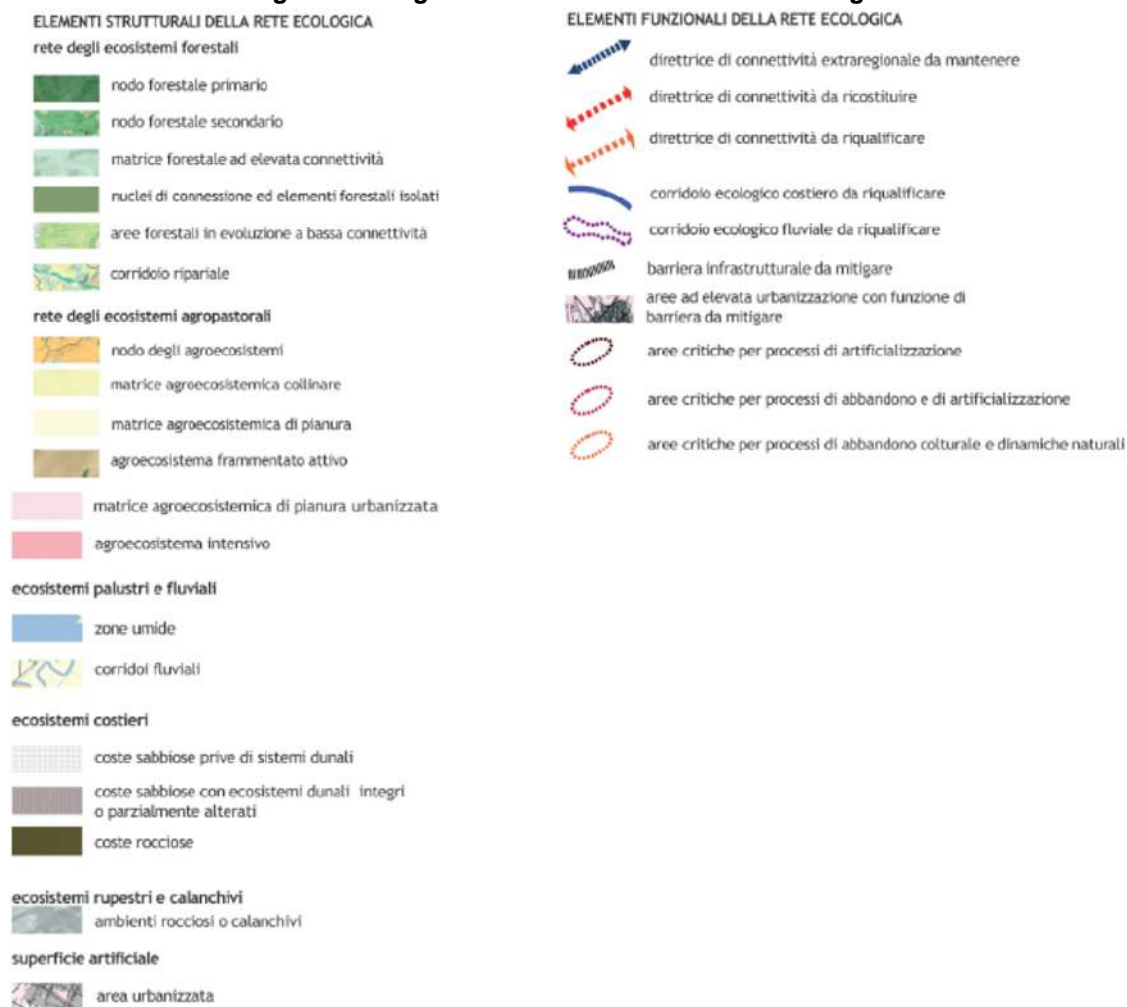 ELEMENTI STRUTTURALI DELLA RETE ECOLOGICA
rete degli ecosistemi forestali
nodo forestale primario
nodo forestale secondario
matrice forestale ad elevata connettività
nuclei di connessione ed elementi forestali isolati
aree forestali in evoluzione a bassa connettività
corridoio ripariale
rete degli ecosistemi agropastorali
nodo degli agroecosistemi
matrice agroecosistemica collinare
matrice agroecosistemica di pianura
agroecosistema frammentato attivo
matrice agroecosistemica di pianura urbanizzata
agroecosistema intensivo
ecosistemi palustri e fluviali
zone umide
corridoi fluviali
ecosistemi costieri
coste sabbiose prive di sistemi dunali
coste sabbiose con ecosistemi dunali integri
o parzialmente alterati
coste rocciose
ecosistemi rupestri e calanchivi
ambienti rocciosi o calanchivi
superficie artificiale
area urbanizzata
ELEMENTI FUNZIONALI DELLA RETE ECOLOGICA
direttrice di connettività extraregionale da mantenere
direttrice di connettività da ricostituire
direttrice di connettività da riqualificare
corridoio ecologico costiero da riqualificare
corridoio ecologico fluviale da riqualificare
barriera infrastrutturale da mitigare
aree ad elevata urbanizzazione con funzione di
barriera da mitigare
aree critiche per processi di artificializzazione
aree critiche per processi di abbandono e di artificializzazione
aree critiche per processi di abbandono colturale e dinamiche naturali